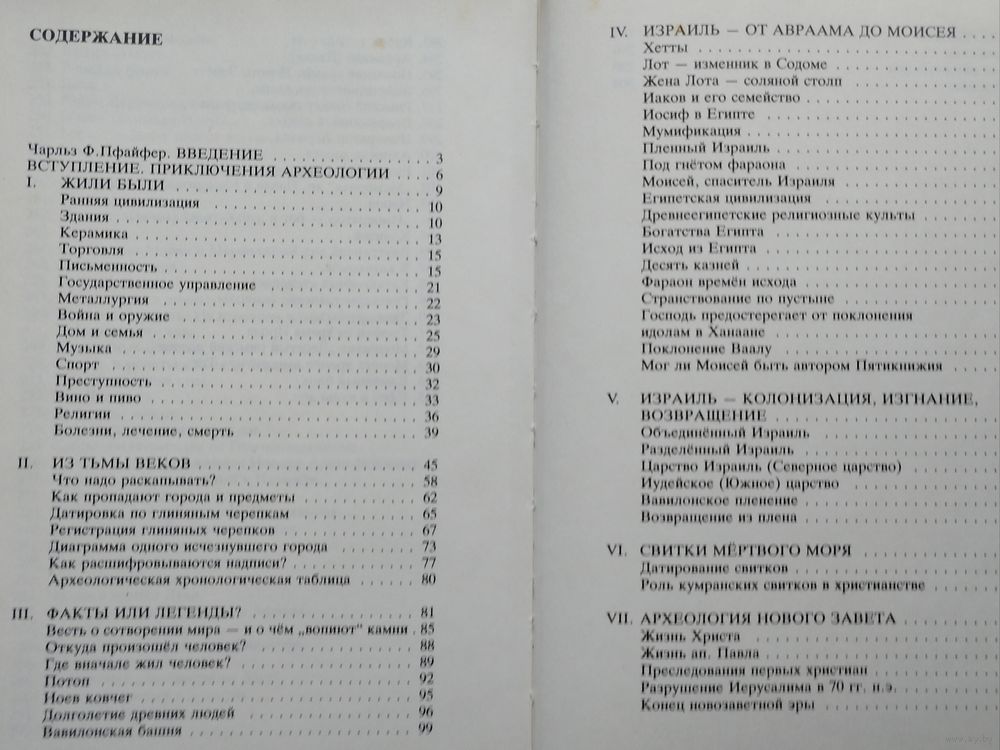 СОДЕРЖАНИЕ
Чарльз Ф.Пфайфер. ВВЕДЕНИЕ . . . . . . . . . . . . . . 3
ВСТУПЛЕНИЕ. ПРИКЛЮЧЕНИЯ АРХЕОЛОГИИ . . . . 6
I. ЖИЛИ БЫЛИ . . . . . . . . . . . . . . . . . . . . . 9
Ранняя цивилизация . . . . . . . . . . . . . . . . . . 10
Здания . . . . . . . . . . . . . . . . . . . . . . . . . 10
Керамика . . . . . . . . . . . . . . . . . . . . . . . 13
Торговля . . . . . . . . . . . . . . . . . . . . . . . 15
Письменность . . . . . . . . . . . . . . . . . . . . . 15
Государственное управление . . . . . . . . . . . . . 21
Металлургия . . . . . . . . . . . . . . . . . . . . . 22
Война и оружие . . . . . . . . . . . . . . . . . . . 23
Дом и семья . . . . . . . . . . . . . . . . . . . . . 25
Музыка . . . . . . . . . . . . . . . . . . . . . . . . 29
Спорт . . . . . . . . . . . . . . . . . . . . . . . . 30
Преступность . . . . . . . . . . . . . . . . . . . . 32
Вино и пиво . . . . . . . . . . . . . . . . . . . . . 33
Религии . . . . . . . . . . . . . . . . . . . . . . . 36
Болезни, лечение, смерть . . . . . . . . . . . . . . 39
II. ИЗ ТЬМЫ ВЕКОВ . . . . . . . . . . . . . . . . . . 45
Что надо раскапывать? . . . . . . . . . . . . . . . . 58
Как пропадают города и предметы . . . . . . . . . . 62
Датировка по глиняным черепкам . . . . . . . . . . 65
Регистрация глиняных черепков . . . . . . . . . . . 67
Диаграмма одного исчезнувшего города . . . . . . . 73
Как расшифровываются надписи? . . . . . . . . . . . 77
Археологическая хронологическая таблица . . . . . . 80
III. ФАКТЫ ИЛИ ЛЕГЕНДЫ? . . . . . . . . . . . . . . 81
Весть о сотворении мира — и о чём „вопиют" камни . 85
Откуда произошёл человек? . . . . . . . . . . . . . 88
Где вначале жил человек? . . . . . . . . . . . . . . 89
Потоп . . . . . . . . . . . . . . . . . . . . . . . . 92
Ноев ковчег . . . . . . . . . . . . . . . . . . . . . 95
Долголетие древних людей . . . . . . . . . . . . . . 96
Вавилонская башня . . . . . . . . . . . . . . . . . . 99
IV. ИЗРАИЛЬ — ОТ АВРААМА ДО МОИСЕЯ . . . .
Хетты . . . . . . . . . . . . . . . . . . . .
Лот — изменник в Содоме . . . . . . . . . . . .
Жена Лота — соляной столп . . . . . . . . . . .
Иаков и его семейство . . . . . . . . . . . . . .
Иосиф в Египте . . . . . . . . . . . . . . . . .
Мумификация . . . . . . . . . . . . . . . . . .
Пленный Израиль . . . . . . . . . . . . . . . .
Под гнётом фараона . . . . . . . . . . . . . . .
Моисей, спаситель Израиля . . . . . . . . . . .
Египетская цивилизация . . . . . . . . . . . . .
Древнеегипетские религиозные культы . . . . . .
Богатства Египта . . . . . . . . . . . . . . . .
Исход из Египта . . . . . . . . . . . . . . . .
Десять казней . . . . . . . . . . . . . . . . . .
Фараон времён исхода . . . . . . . . . . . . . .
Странствование по пустыне . . . . . . . . . . .
Господь предостерегает от поклонения
идолам в Ханаане . . . . . . . . . . . . . . . .
Поклонение Ваалу . . . . . . . . . . . . . . . .
Мог ли Моисей быть автором Пятикнижия . . . .
V. ИЗРАИЛЬ — КОЛОНИЗАЦИЯ, ИЗГНАНИЕ,
ВОЗВРАЩЕНИЕ . . . . . . . . . . . . . . . . .
Объединённый Израиль . . . . . . . . . . . . .
Разделённый Израиль . . . . . . . . . . . . . .
Царство Израиль (Северное царство) . . . . . . .
Иудейское (Южное) царство . . . . . . . . . . .
Вавилонское пленение . . . . . . . . . . . . . .
Возвращение из плена . . . . . . . . . . . . . .
VI. СВИТКИ МЁРТВОГО МОРЯ . . . . . . . . . . .
Датирование свитков . . . . . . . . . . . . . .
Роль кумранских свитков в христианстве . . . . .
VII. АРХЕОЛОГИЯ НОВОГО ЗАВЕТА . . . . . . . .
Жизнь Христа . . . . . . . . . . . . . . . . . .
Жизнь ап. Павла . . . . . . . . . . . . . . . .
Преследования первых христиан . . . . . . . . .
Разрушение Иерусалима в 70 гг. н.э. . . . . . . .
Конец новозаветной эры . . . . . . . . . . . . .